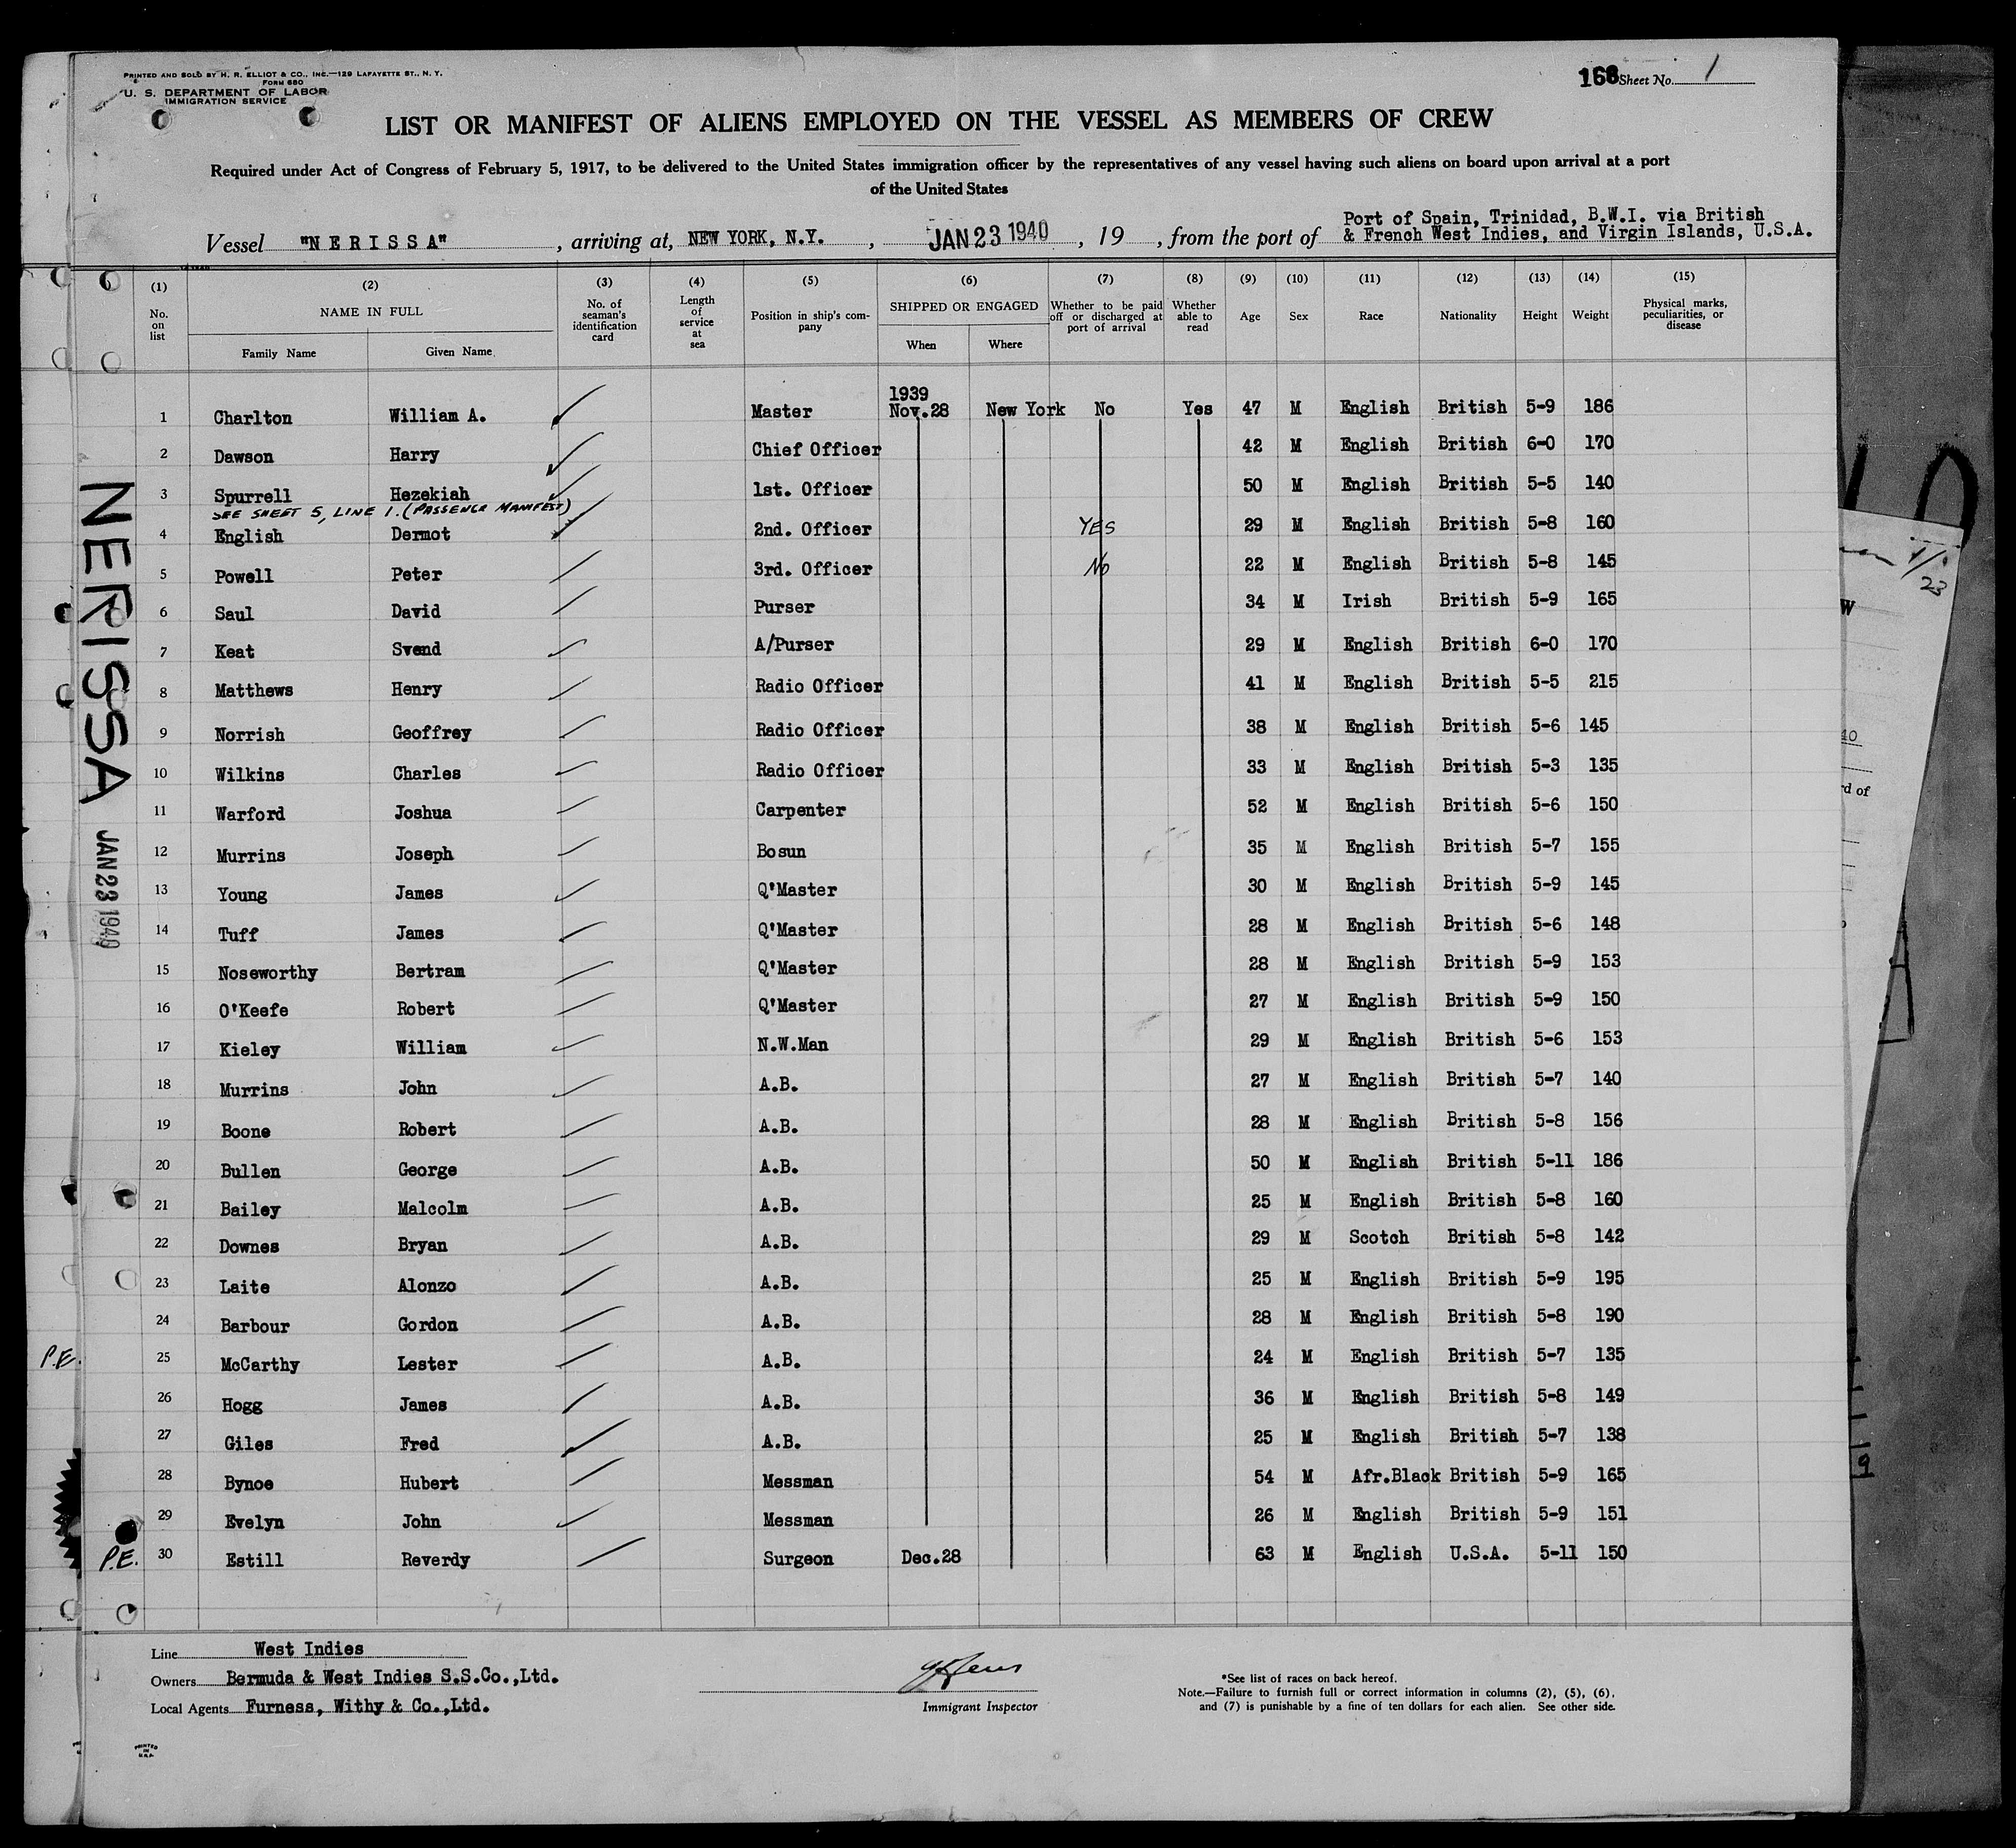 PRINTED AND SOLD BY H. R. ELLIOT & CO., INC.—129 LAFAYETTE ST., N. Y.
FORM 680
U. S. DEPARTMENT OF LABOR
IMMIGRATION SERVICE
168 Sheet No. 1
LIST OR MANIFEST OF ALIENS EMPLOYED ON THE VESSEL AS MEMBERS OF CREW
Required under Act of Congress of February 5, 1917, to be delivered to the United States immigration officer by the representatives of any vessel having such aliens on board upon arrival at a port
of the United States
Port of Spain, Trinidad, B.W.I. via British
Vessel "NERISSA", arriving at, NEW YORK, N.Y., JAN 23 1940, 19 , from the port of & French West Indies, and Virgin Islands, U.S.A.
(1) (2) (3) (4) (5) (6) (7) (8) (9) (10) (11) (12) (13) (14) (15)
No. on list NAME IN FULL Family Name Given Name No. of seaman's identification card Length of service at sea Position in ship's company SHIPPED OR ENGAGED When Where Whether to be paid off or discharged at port of arrival Whether able to read Age Sex Race Nationality Height Weight Physical marks, peculiarities, or disease
1939
1 Charlton William A. Master Nov.28 New York No Yes 47 M English British 5-9 186
2 Dawson Harry Chief Officer 42 M English British 6-0 170
3 Spurrell Hezekiah 1st. Officer 50 M English British 5-5 140
SEE SHEET 5, LINE 1. (PASSENGR MANIFEST)
4 English Dermot 2nd. Officer YES 29 M English British 5-8 160
5 Powell Peter 3rd. Officer No 22 M English British 5-8 145
6 Saul David Purser 34 M Irish British 5-9 165
7 Keat Svend A/Purser 29 M English British 6-0 170
8 Matthews Henry Radio Officer 41 M English British 5-5 215
9 Norrish Geoffrey Radio Officer 38 M English British 5-6 145
10 Wilkins Charles Radio Officer 33 M English British 5-3 135
11 Warford Joshua Carpenter 52 M English British 5-6 150
12 Murrins Joseph Bosun 35 M English British 5-7 155
13 Young James Q'Master 30 M English British 5-9 145
14 Tuff James Q'Master 28 M English British 5-6 148
15 Noseworthy Bertram Q'Master 28 M English British 5-9 153
16 O'Keefe Robert Q'Master 27 M English British 5-9 150
17 Kieley William N.W.Man 29 M English British 5-6 153
18 Murrins John A.B. 27 M English British 5-7 140
19 Boone Robert A.B. 28 M English British 5-8 156
20 Bullen George A.B. 50 M English British 5-11 186
21 Bailey Malcolm A.B. 25 M English British 5-8 160
22 Downes Bryan A.B. 29 M Scotch British 5-8 142
23 Laite Alonzo A.B. 25 M English British 5-9 195
24 Barbour Gordon A.B. 28 M English British 5-8 190
P.E. 25 McCarthy Lester A.B. 24 M English British 5-7 135
26 Hogg James A.B. 36 M English British 5-8 149
27 Giles Fred A.B. 25 M English British 5-7 138
28 Bynoe Hubert Messman 54 M Afr.Black British 5-9 165
29 Evelyn John Messman 26 M English British 5-9 151
P.E. 30 Estill Reverdy Surgeon Dec.28 63 M English U.S.A. 5-11 150
NERISSA
JAN 23 1940
Line West Indies
Owners Bermuda & West Indies S.S.Co.,Ltd.
Local Agents Furness, Withy & Co.,Ltd.
Immigrant Inspector
*See list of races on back hereof.
Note.—Failure to furnish full or correct information in columns (2), (5), (6),
and (7) is punishable by a fine of ten dollars for each alien. See other side.
PRINTED
IN
U.S.A.
1/23
W
40
rd of